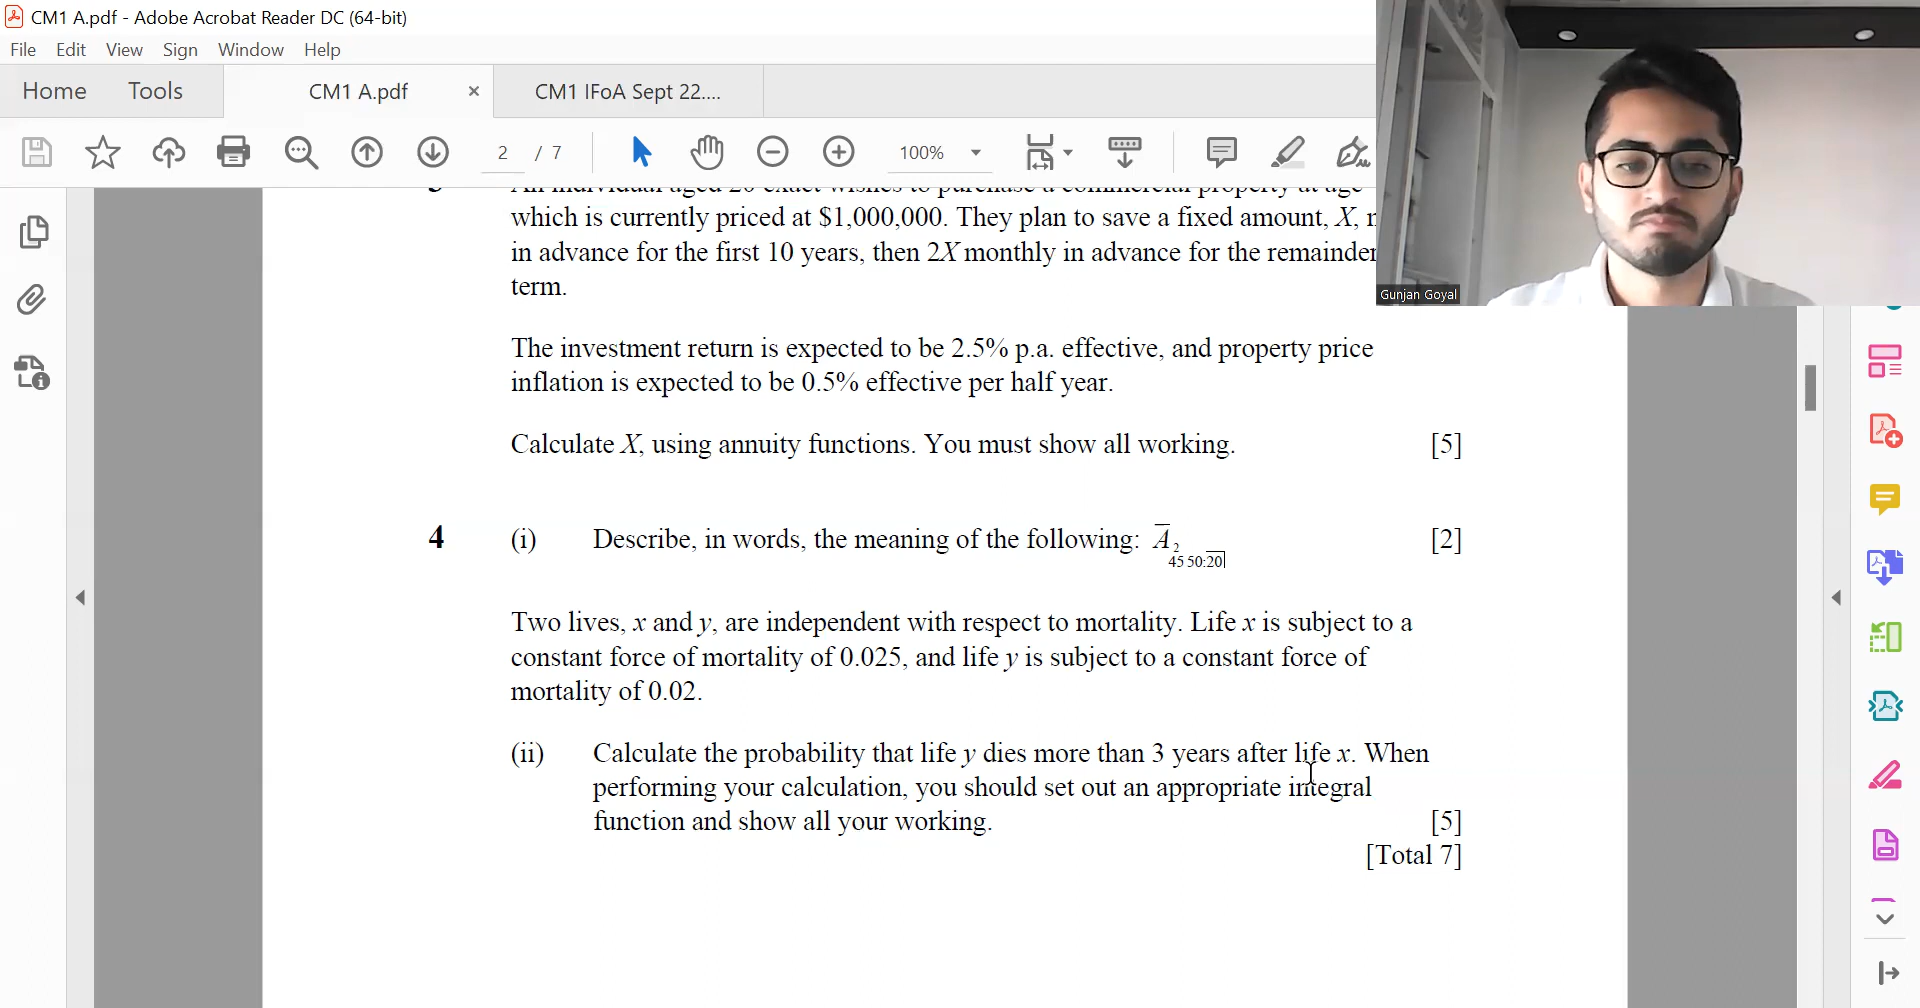 CM1 A.pdf - Adobe Acrobat Reader DC (64-bit)
File Edit View Sign Window Help
Home Tools CM1 A.pdf × CM1 IFoA Sept 22....
2 / 7 100%
Gunjan Goyal
An individual aged 20 exact wishes to purchase a commercial property at age
which is currently priced at $1,000,000. They plan to save a fixed amount, X,
in advance for the first 10 years, then 2X monthly in advance for the remainder
term.
The investment return is expected to be 2.5% p.a. effective, and property price
inflation is expected to be 0.5% effective per half year.
Calculate X, using annuity functions. You must show all working. [5]
4 (i) Describe, in words, the meaning of the following: A̅ 2 45 50:20 [2]
Two lives, x and y, are independent with respect to mortality. Life x is subject to a
constant force of mortality of 0.025, and life y is subject to a constant force of
mortality of 0.02.
(ii) Calculate the probability that life y dies more than 3 years after life x. When
performing your calculation, you should set out an appropriate integral
function and show all your working. [5]
[Total 7]